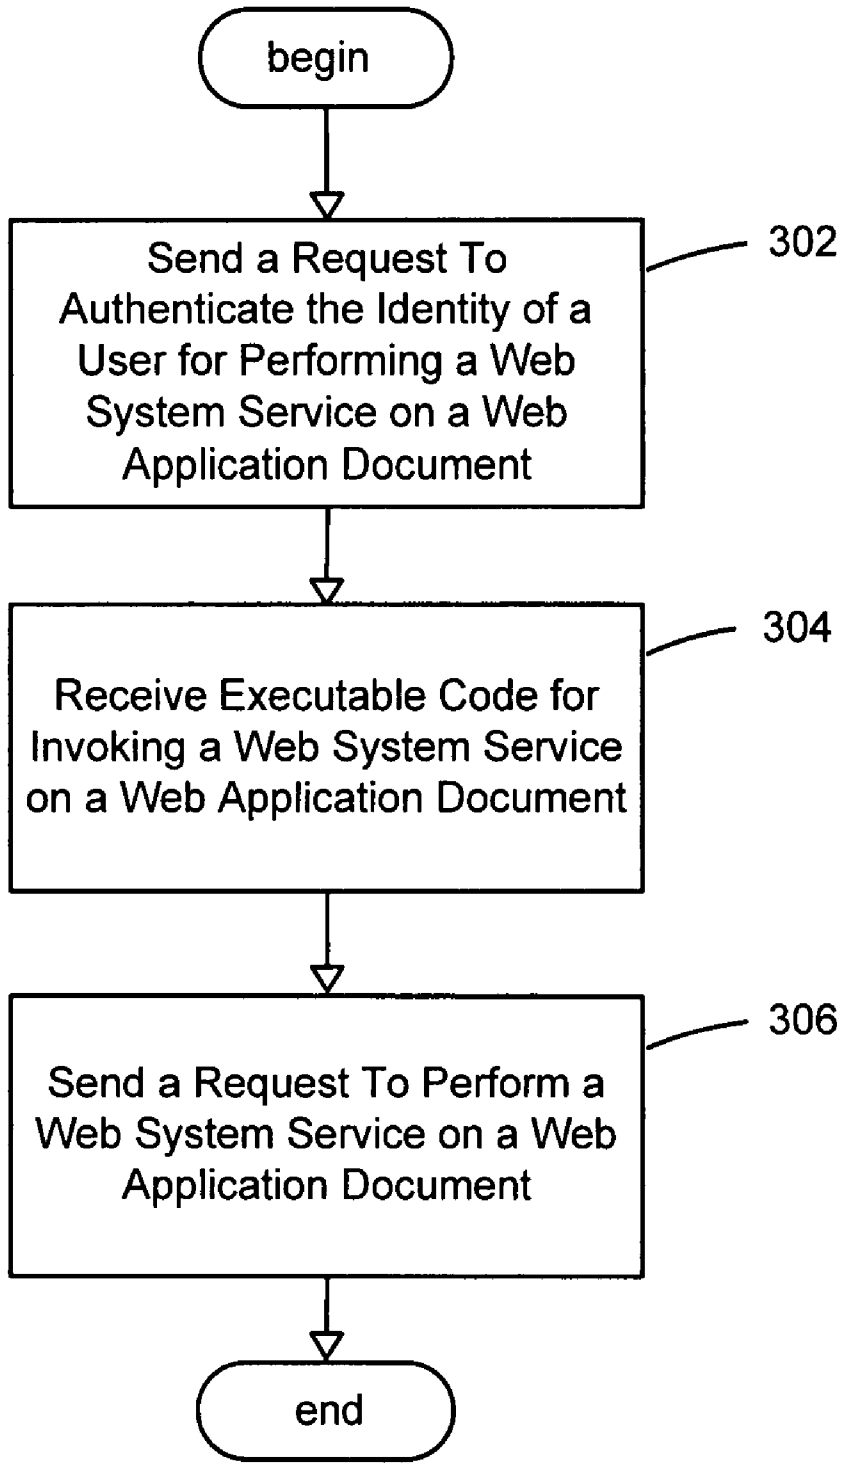 begin
302
Send a Request To
Authenticate the Identity of a
User for Performing a Web
System Service on a Web
Application Document
304
Receive Executable Code for
Invoking a Web System Service
on a Web Application Document
306
Send a Request To Perform a
Web System Service on a Web
Application Document
end